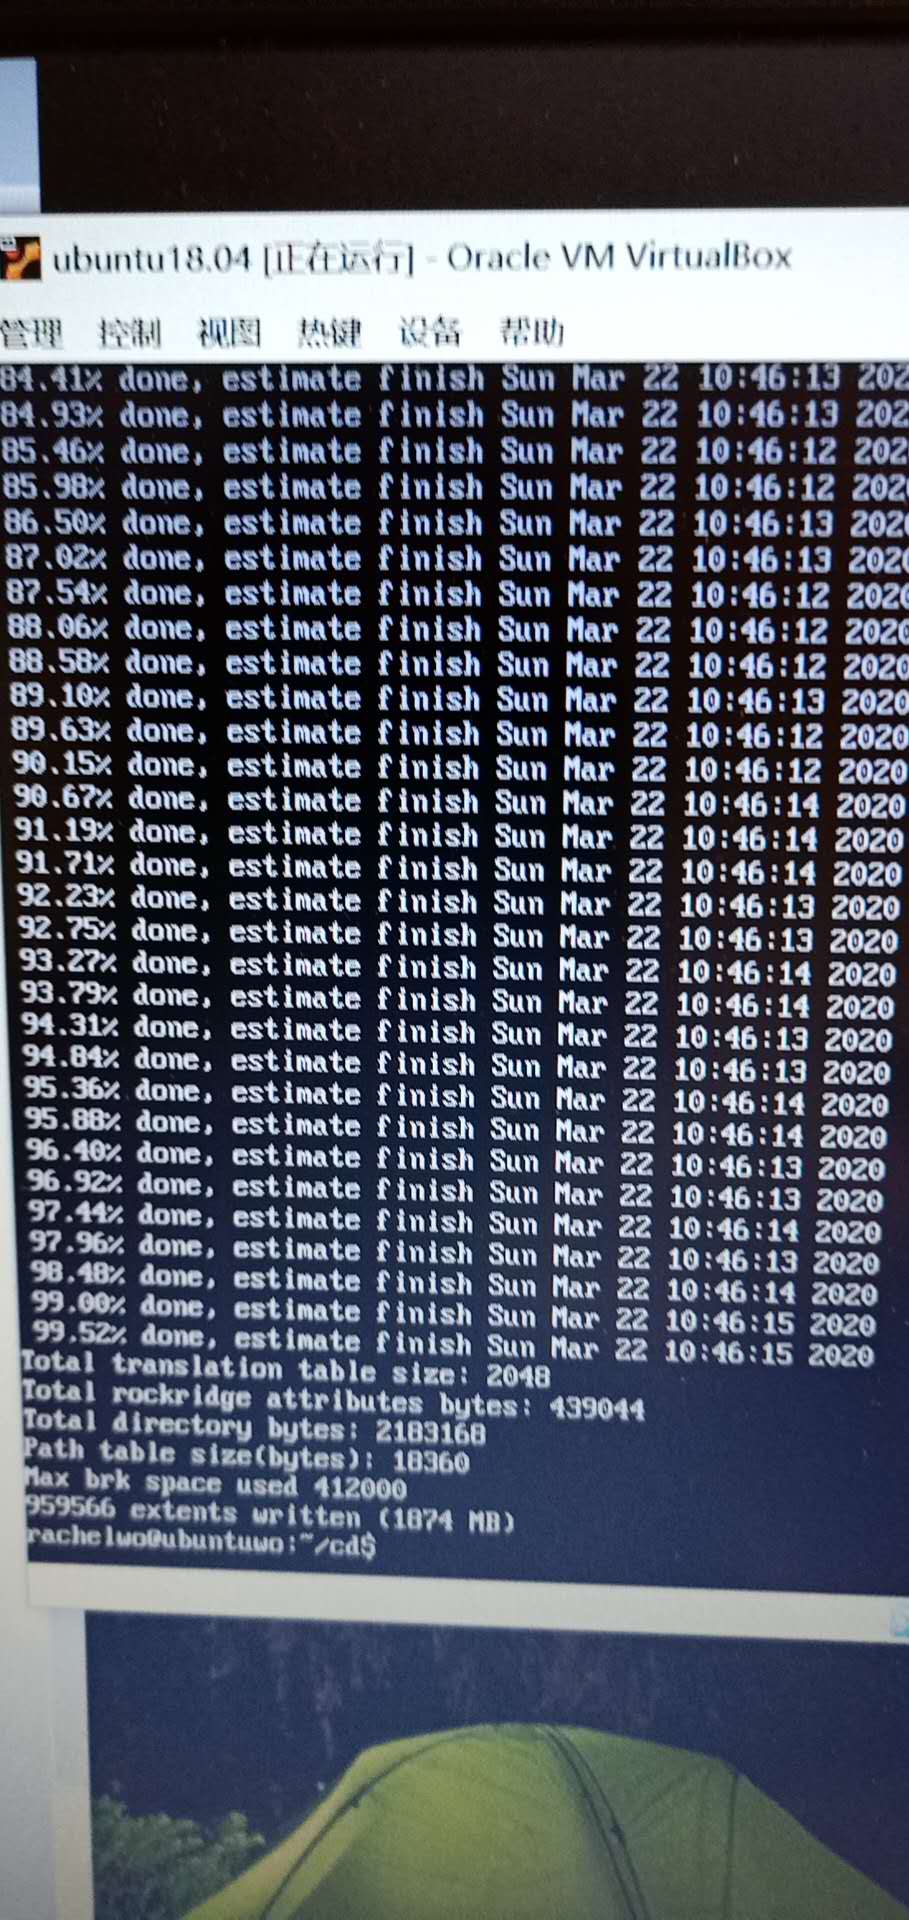 ubuntu18.04 [正在运行] - Oracle VM VirtualBox
管理 控制 视图 热键 设备 帮助
84.41% done, estimate finish Sun Mar 22 10:46:13 202
84.93% done, estimate finish Sun Mar 22 10:46:13 202
85.46% done, estimate finish Sun Mar 22 10:46:12 202
85.98% done, estimate finish Sun Mar 22 10:46:12 202
86.50% done, estimate finish Sun Mar 22 10:46:13 2020
87.02% done, estimate finish Sun Mar 22 10:46:13 2020
87.54% done, estimate finish Sun Mar 22 10:46:12 2020
88.06% done, estimate finish Sun Mar 22 10:46:12 2020
88.58% done, estimate finish Sun Mar 22 10:46:12 2020
89.10% done, estimate finish Sun Mar 22 10:46:13 2020
89.63% done, estimate finish Sun Mar 22 10:46:12 2020
90.15% done, estimate finish Sun Mar 22 10:46:12 2020
90.67% done, estimate finish Sun Mar 22 10:46:14 2020
91.19% done, estimate finish Sun Mar 22 10:46:14 2020
91.71% done, estimate finish Sun Mar 22 10:46:14 2020
92.23% done, estimate finish Sun Mar 22 10:46:13 2020
92.75% done, estimate finish Sun Mar 22 10:46:13 2020
93.27% done, estimate finish Sun Mar 22 10:46:14 2020
93.79% done, estimate finish Sun Mar 22 10:46:14 2020
94.31% done, estimate finish Sun Mar 22 10:46:13 2020
94.84% done, estimate finish Sun Mar 22 10:46:13 2020
95.36% done, estimate finish Sun Mar 22 10:46:14 2020
95.88% done, estimate finish Sun Mar 22 10:46:14 2020
96.40% done, estimate finish Sun Mar 22 10:46:13 2020
96.92% done, estimate finish Sun Mar 22 10:46:13 2020
97.44% done, estimate finish Sun Mar 22 10:46:14 2020
97.96% done, estimate finish Sun Mar 22 10:46:13 2020
98.48% done, estimate finish Sun Mar 22 10:46:14 2020
99.00% done, estimate finish Sun Mar 22 10:46:15 2020
99.52% done, estimate finish Sun Mar 22 10:46:15 2020
Total translation table size: 2048
Total rockridge attributes bytes: 439044
Total directory bytes: 2183168
Path table size(bytes): 18360
Max brk space used 412000
959566 extents written (1874 MB)
rachelwo@ubuntuwo:~/cd$